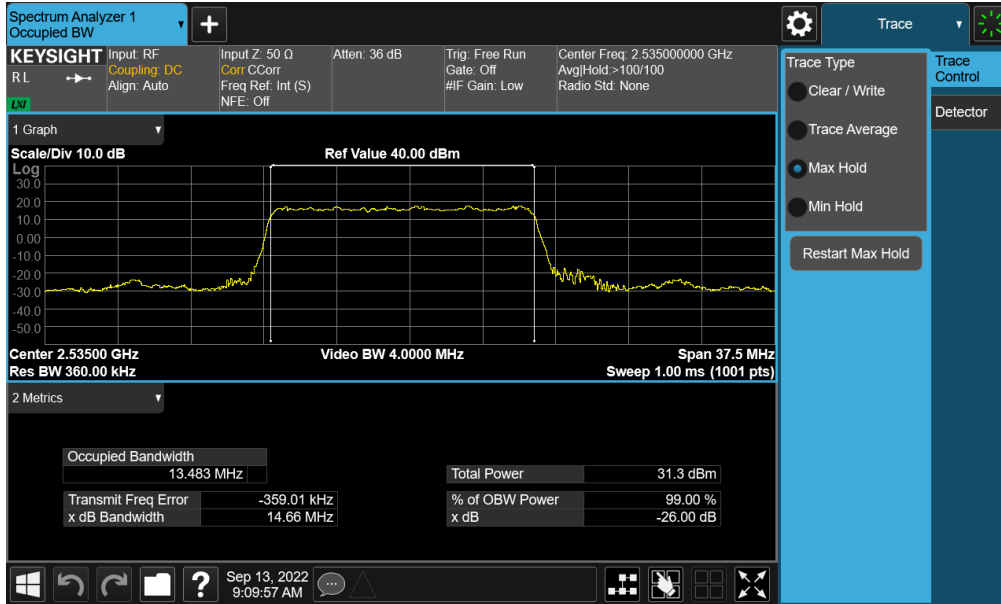 Spectrum Analyzer 1
Occupied BW
+
Trace
KEYSIGHT
R L
LXI
Input: RF
Coupling: DC
Align: Auto
Input Z: 50 Ω
Corr CCorr
Freq Ref: Int (S)
NFE: Off
Atten: 36 dB
Trig: Free Run
Gate: Off
#IF Gain: Low
Center Freq: 2.535000000 GHz
Avg|Hold:>100/100
Radio Std: None
1 Graph
Scale/Div 10.0 dB
Ref Value 40.00 dBm
Log
30.0
20.0
10.0
0.00
-10.0
-20.0
-30.0
-40.0
-50.0
Center 2.53500 GHz
Video BW 4.0000 MHz
Span 37.5 MHz
Res BW 360.00 kHz
Sweep 1.00 ms (1001 pts)
2 Metrics
Occupied Bandwidth
13.483 MHz
Total Power 31.3 dBm
Transmit Freq Error -359.01 kHz
% of OBW Power 99.00 %
x dB Bandwidth 14.66 MHz
x dB -26.00 dB
?
Sep 13, 2022
9:09:57 AM
Trace Type
Clear / Write
Trace Average
Max Hold
Min Hold
Restart Max Hold
Trace
Control
Detector